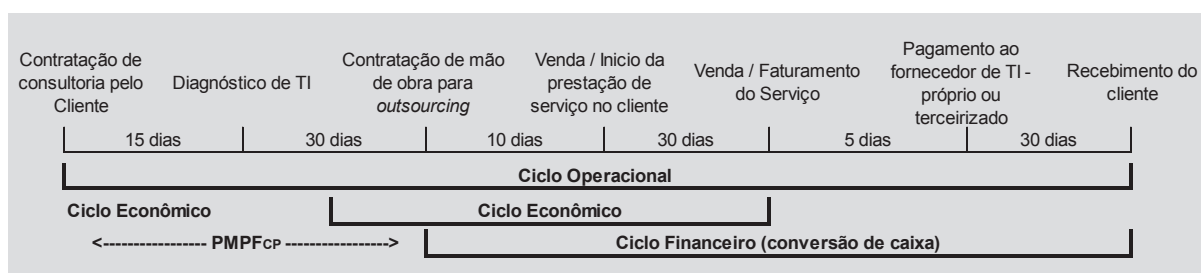 Contratação de
consultoria pelo
Cliente
Diagnóstico de TI
Contratação de mão
de obra para
outsourcing
Venda / Inicio da
prestação de
serviço no cliente
Venda / Faturamento
do Serviço
Pagamento ao
fornecedor de TI -
próprio ou
terceirizado
Recebimento do
cliente
15 dias
30 dias
10 dias
30 dias
5 dias
30 dias
Ciclo Operacional
Ciclo Econômico
Ciclo Econômico
<----------------- PMPFCP ----------------->
Ciclo Financeiro (conversão de caixa)